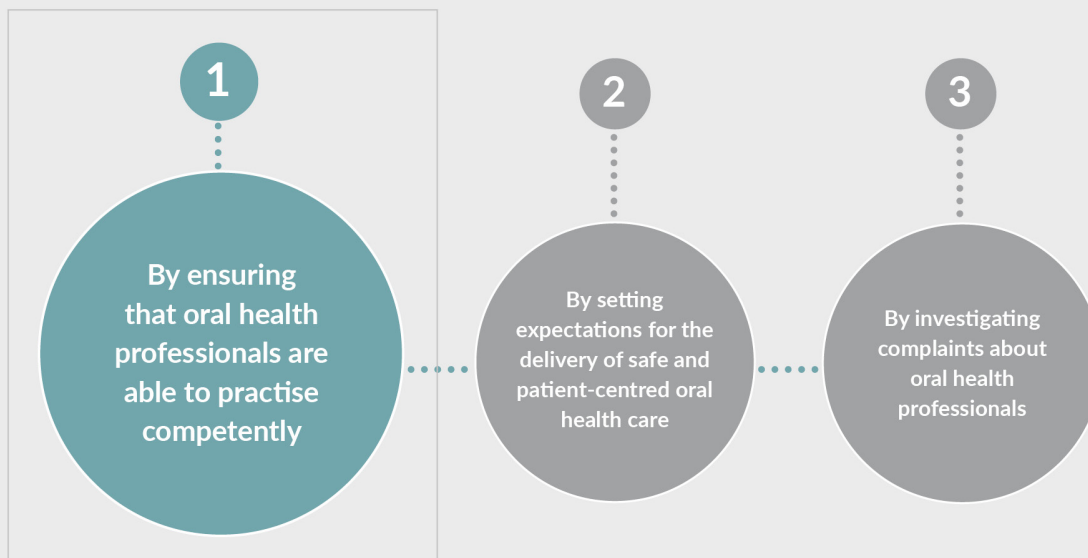 1
By ensuring
that oral health
professionals are
able to practise
competently
2
By setting
expectations for the
delivery of safe and
patient-centred oral
health care
3
By investigating
complaints about
oral health
professionals